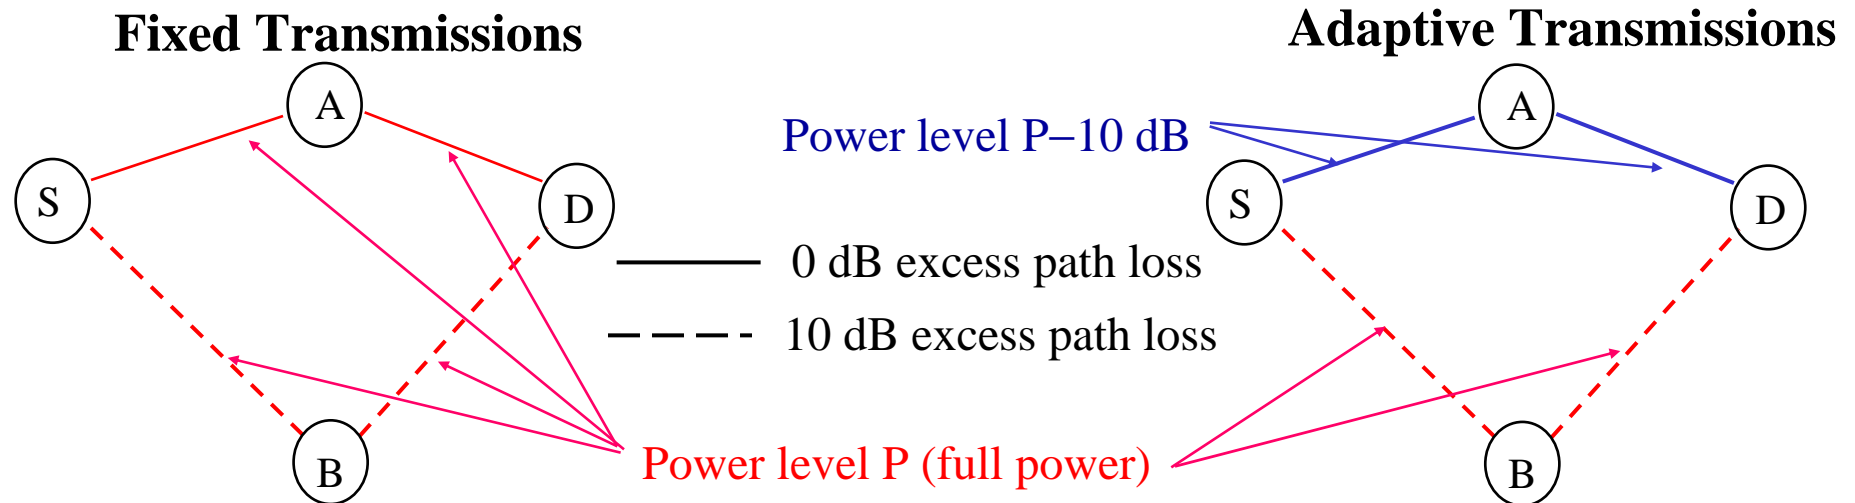 Fixed Transmissions
Adaptive Transmissions
A
A
Power level P–10 dB
S
D
S
D
0 dB excess path loss
10 dB excess path loss
B
Power level P (full power)
B